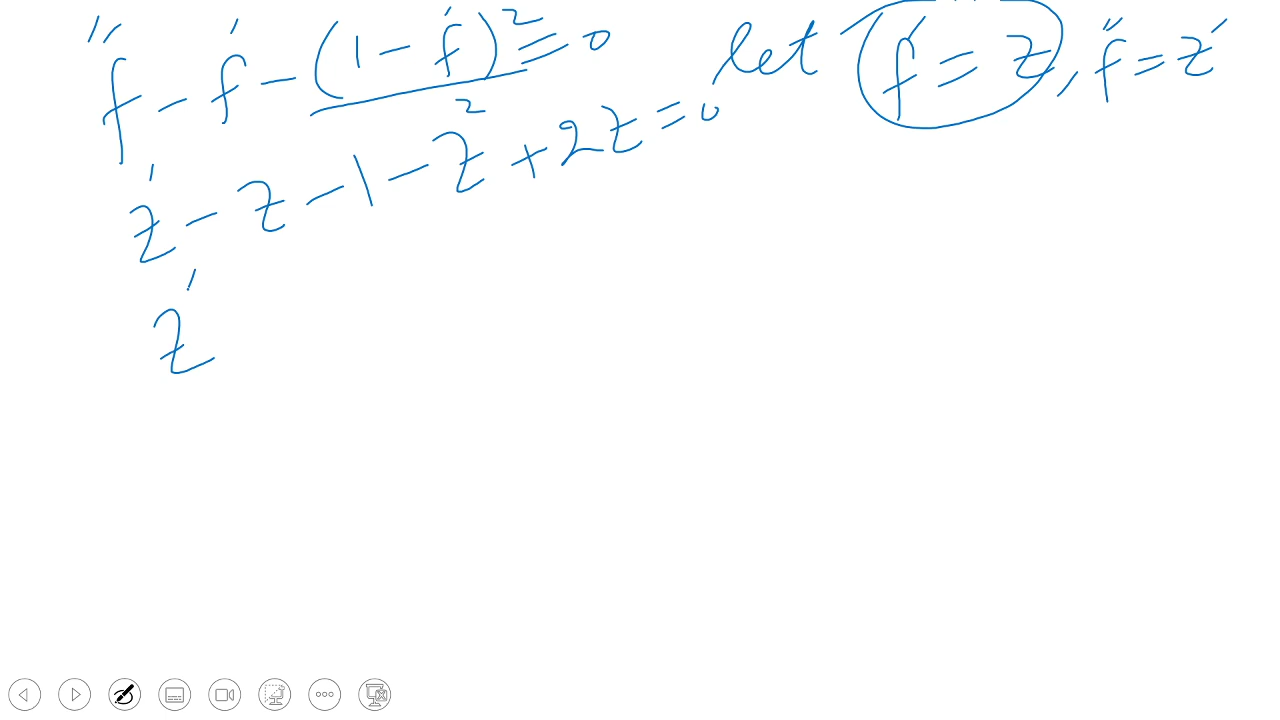 f'' - f' - (1 - f')² = 0 let f' = z, f'' = z'
z' - z - 1 - z² + 2z = 0
z'